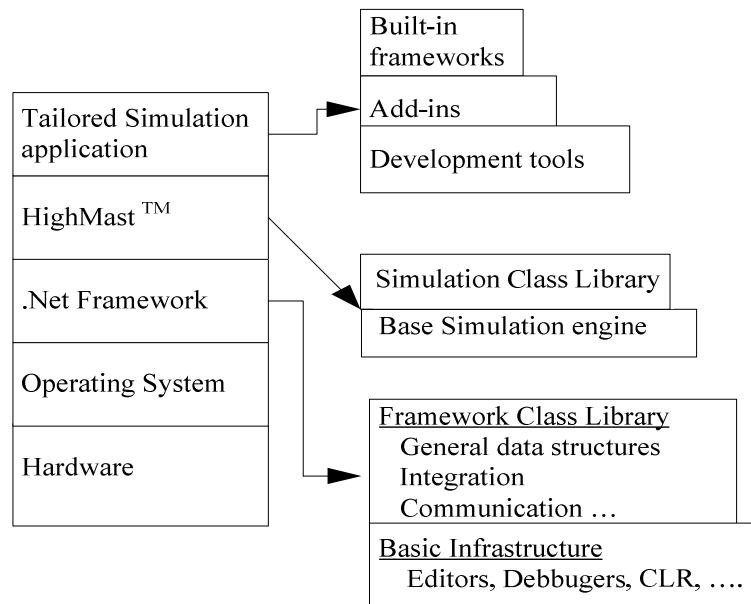 Built-in
frameworks
Add-ins
Development tools
Tailored Simulation
application
HighMast TM
.Net Framework
Operating System
Hardware
Simulation Class Library
Base Simulation engine
Framework Class Library
General data structures
Integration
Communication …
Basic Infrastructure
Editors, Debbugers, CLR, ….